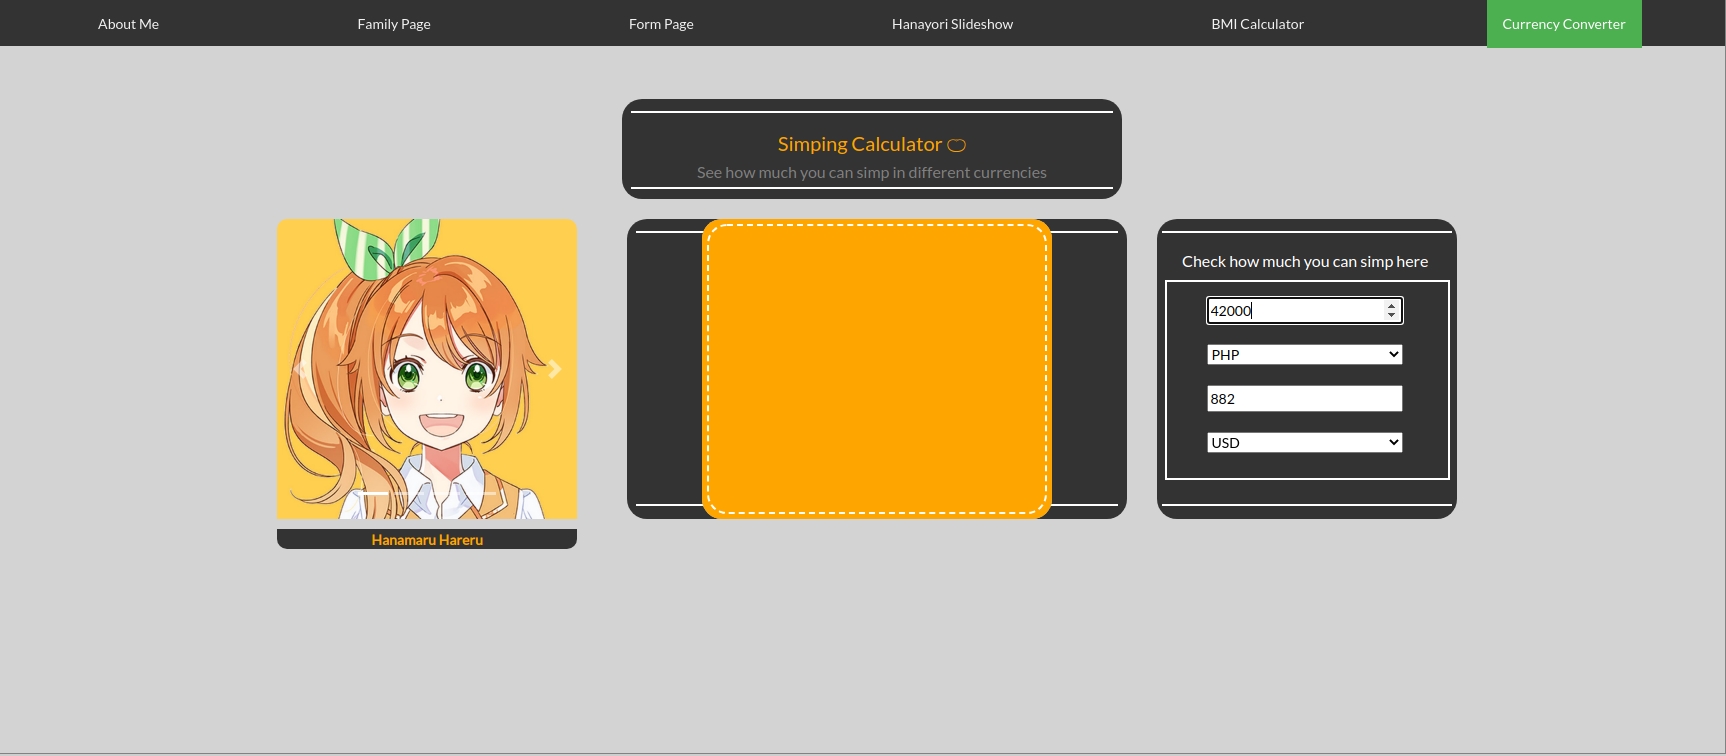 About Me
Family Page
Form Page
Hanayori Slideshow
BMI Calculator
Currency Converter
Simping Calculator
See how much you can simp in different currencies
Hanamaru Hareru
Check how much you can simp here
42000
PHP
882
USD